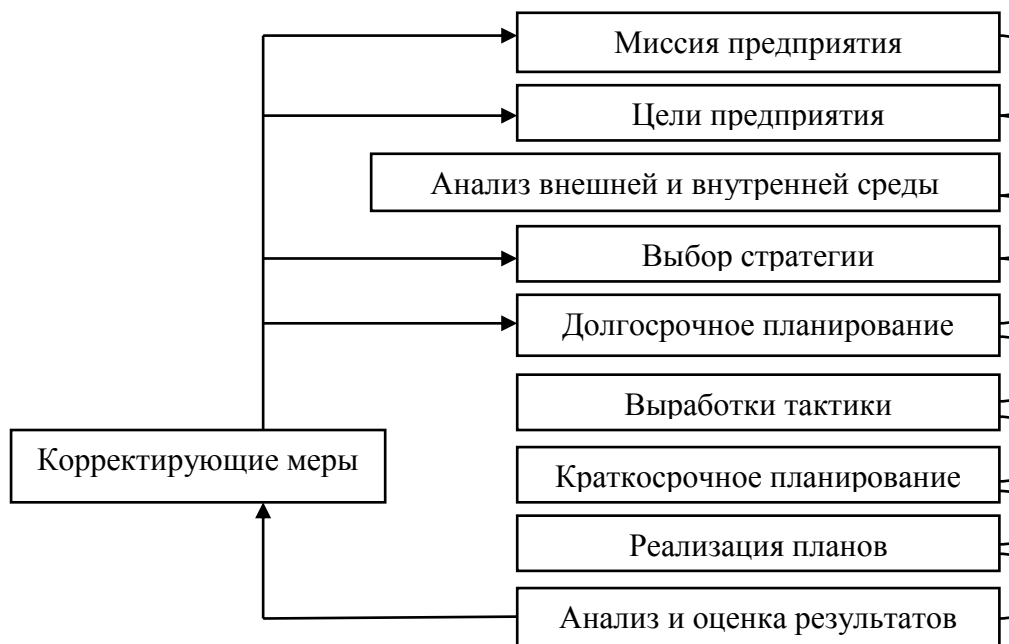 Миссия предприятия
Цели предприятия
Анализ внешней и внутренней среды
Выбор стратегии
Долгосрочное планирование
Выработки тактики
Корректирующие меры
Краткосрочное планирование
Реализация планов
Анализ и оценка результатов